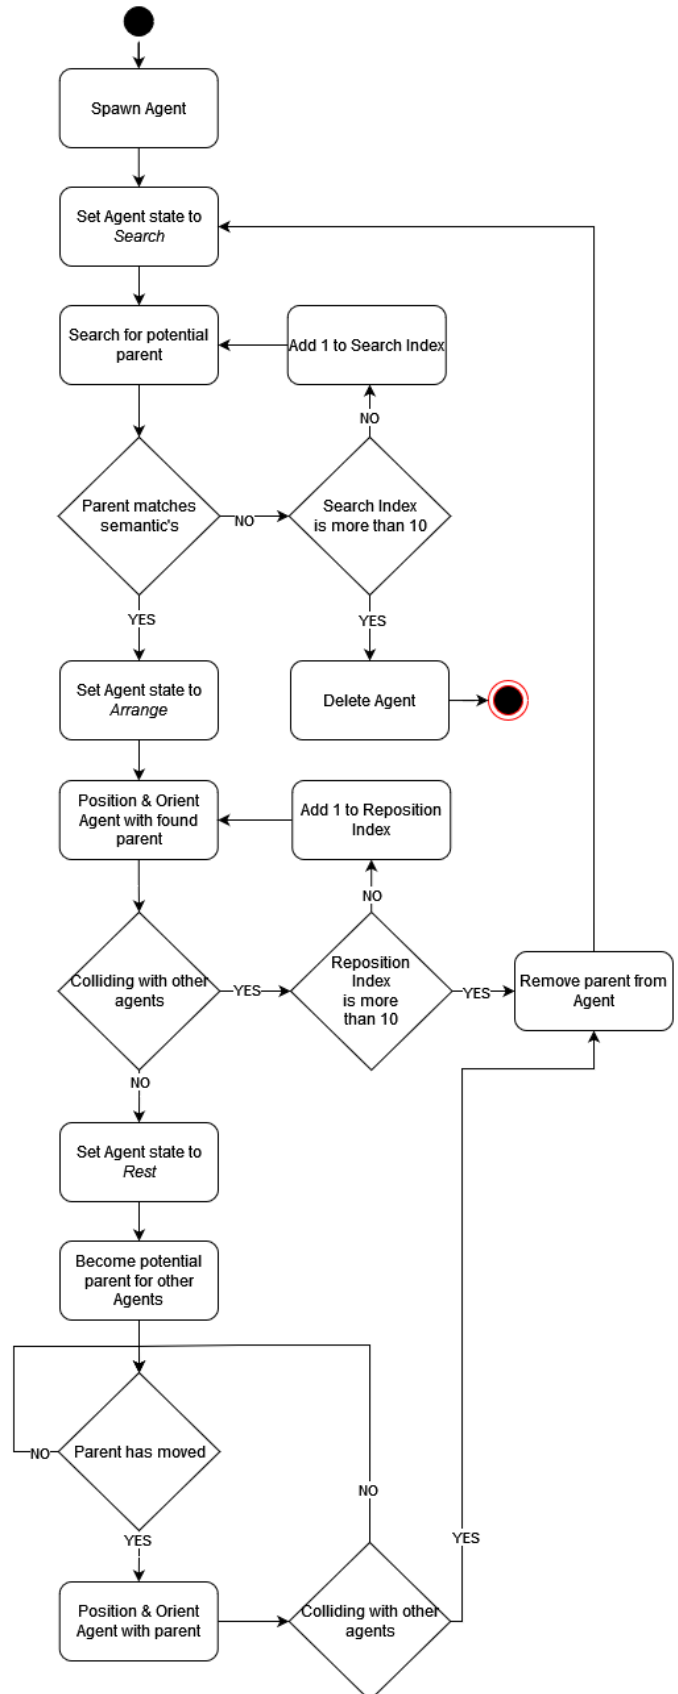 Spawn Agent
Set Agent state to
Search
Search for potential
parent
Add 1 to Search Index
NO
Parent matches
semantic's
NO
Search Index
is more than 10
YES
YES
Set Agent state to
Arrange
Delete Agent
Position & Orient
Agent with found
parent
Add 1 to Reposition
Index
NO
Colliding with other
agents
YES
Reposition
Index
is more
than 10
YES
Remove parent from
Agent
NO
Set Agent state to
Rest
Become potential
parent for other
Agents
Parent has moved
NO
NO
YES
YES
Position & Orient
Agent with parent
Colliding with other
agents